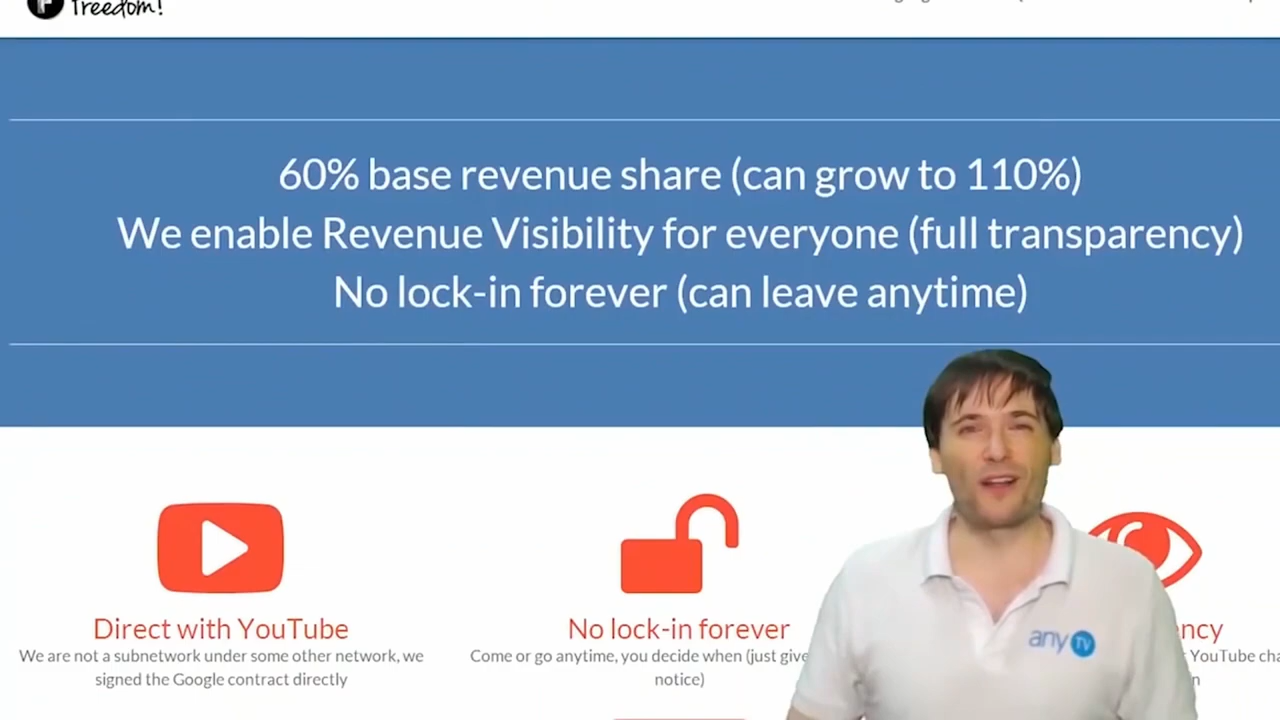 freedom!
60% base revenue share (can grow to 110%)
We enable Revenue Visibility for everyone (full transparency)
No lock-in forever (can leave anytime)
Direct with YouTube
We are not a subnetwork under some other network, we
signed the Google contract directly
No lock-in forever
Come or go anytime, you decide when (just give
notice)
ncy
YouTube cha
n
any TV